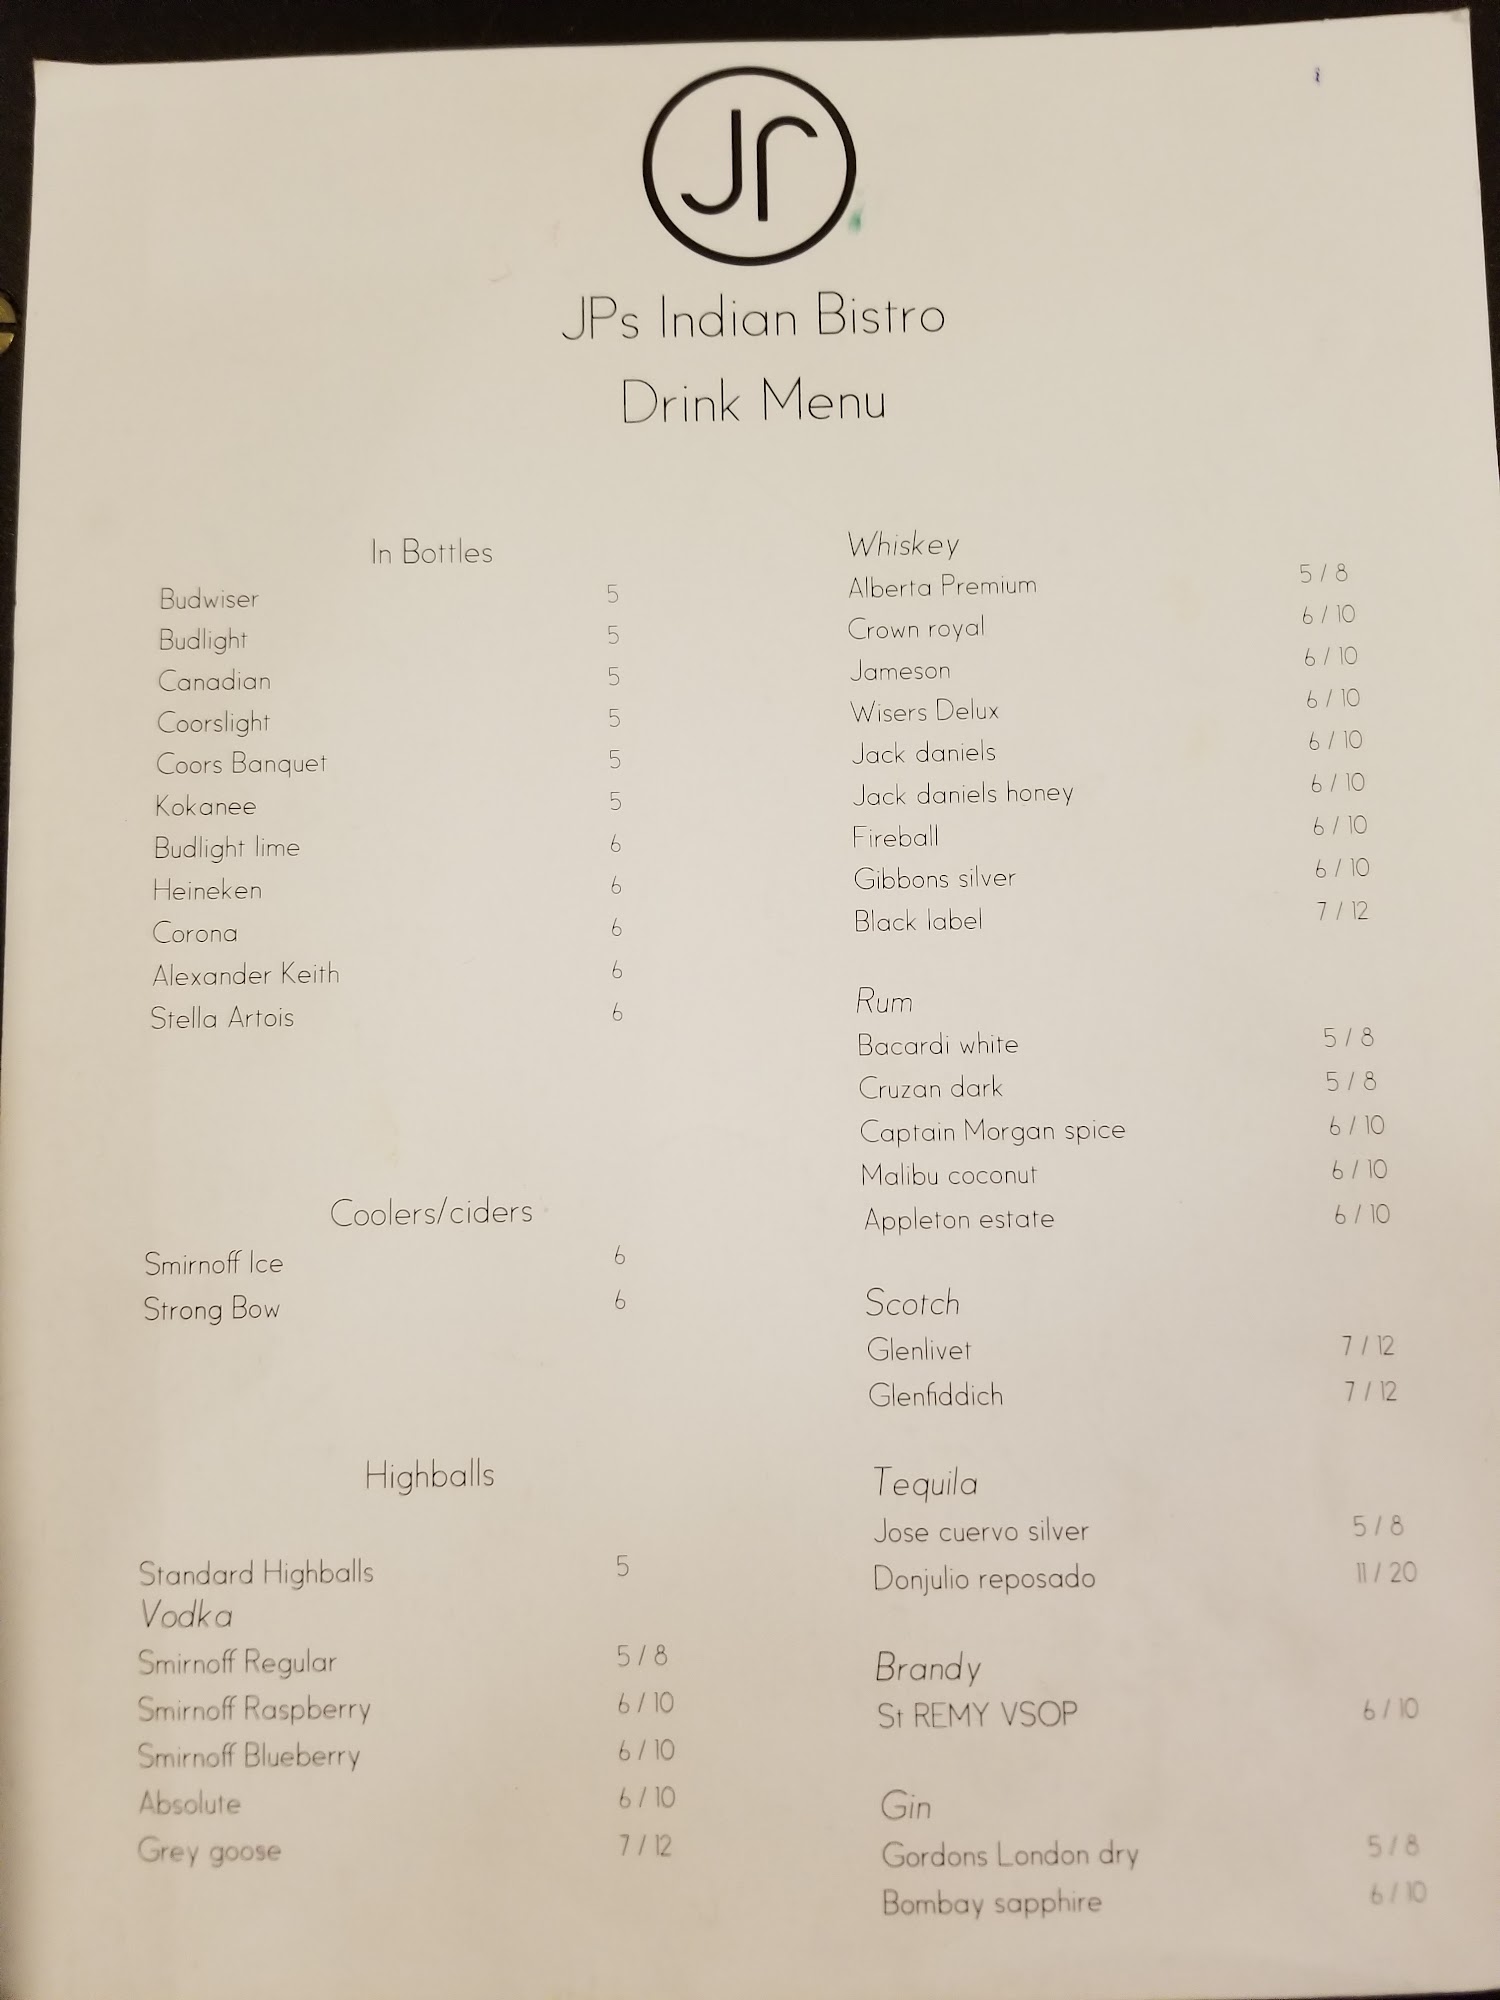 Jr
JPs Indian Bistro
Drink Menu
In Bottles
Budwiser 5
Budlight 5
Canadian 5
Coorslight 5
Coors Banquet 5
Kokanee 5
Budlight lime 6
Heineken 6
Corona 6
Alexander Keith 6
Stella Artois 6
Coolers/ciders
Smirnoff Ice 6
Strong Bow 6
Highballs
Standard Highballs 5
Vodka
Smirnoff Regular 5 / 8
Smirnoff Raspberry 6 / 10
Smirnoff Blueberry 6 / 10
Absolute 6 / 10
Grey goose 7 / 12
Whiskey
Alberta Premium 5 / 8
Crown royal 6 / 10
Jameson 6 / 10
Wisers Delux 6 / 10
Jack daniels 6 / 10
Jack daniels honey 6 / 10
Fireball 6 / 10
Gibbons silver 6 / 10
Black label 7 / 12
Rum
Bacardi white 5 / 8
Cruzan dark 5 / 8
Captain Morgan spice 6 / 10
Malibu coconut 6 / 10
Appleton estate 6 / 10
Scotch
Glenlivet 7 / 12
Glenfiddich 7 / 12
Tequila
Jose cuervo silver 5 / 8
Donjulio reposado 11 / 20
Brandy
St REMY VSOP 6 / 10
Gin
Gordons London dry 5 / 8
Bombay sapphire 6 / 10